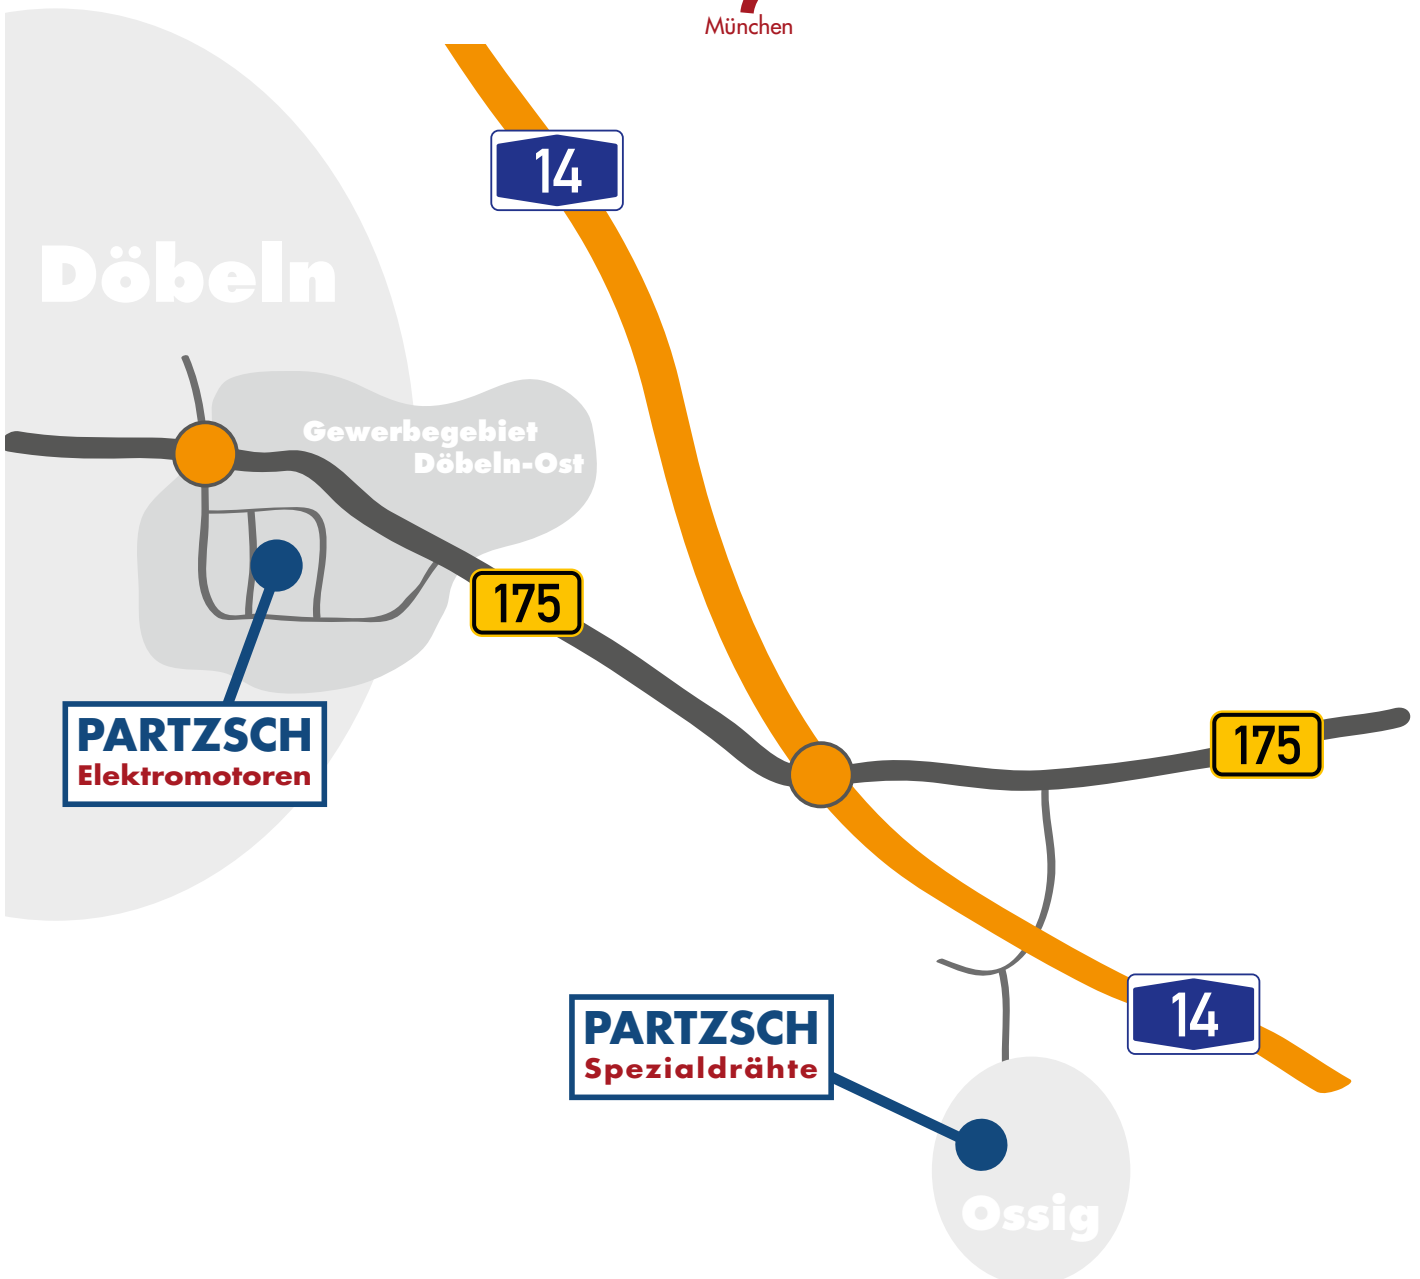 München
14
Döbeln
Gewerbegebiet
Döbeln-Ost
175
PARTZSCH
Elektromotoren
175
PARTZSCH
Spezialdrähte
14
Ossig